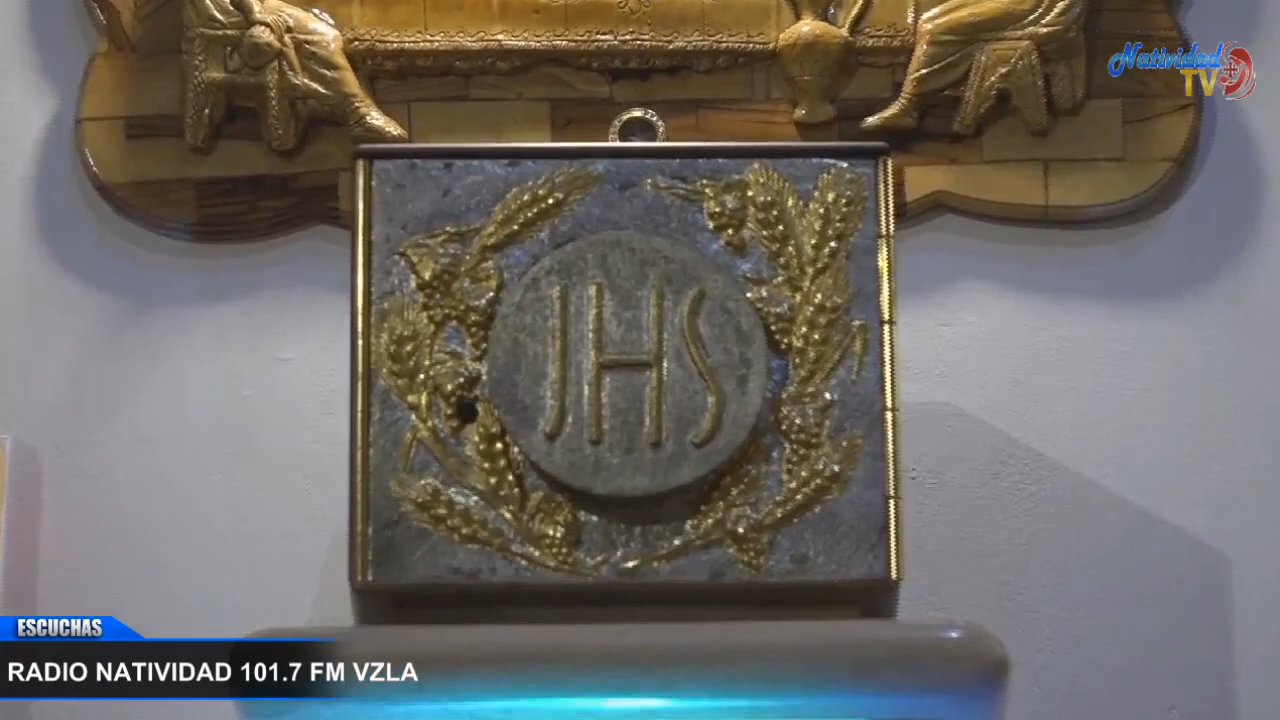 Natividad
TV
JHS
ESCUCHAS
RADIO NATIVIDAD 101.7 FM VZLA